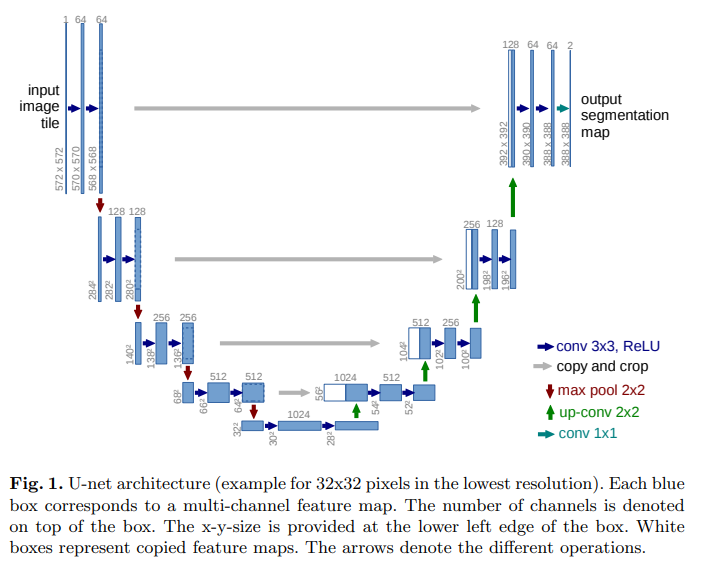 1 64 64
input
image
tile
572 x 572
570 x 570
568 x 568
128 64 64 2
output
segmentation
map
392 x 392
390 x 390
388 x 388
388 x 388
128 128
284²
282²
280²
256 128
200²
198²
196²
256 256
140²
138²
136²
512 256
104²
102²
100²
512 512
68²
66²
64²
1024 512
56²
54²
52²
1024
32²
30²
28²
conv 3x3, ReLU
copy and crop
max pool 2x2
up-conv 2x2
conv 1x1
Fig. 1. U-net architecture (example for 32x32 pixels in the lowest resolution). Each blue
box corresponds to a multi-channel feature map. The number of channels is denoted
on top of the box. The x-y-size is provided at the lower left edge of the box. White
boxes represent copied feature maps. The arrows denote the different operations.